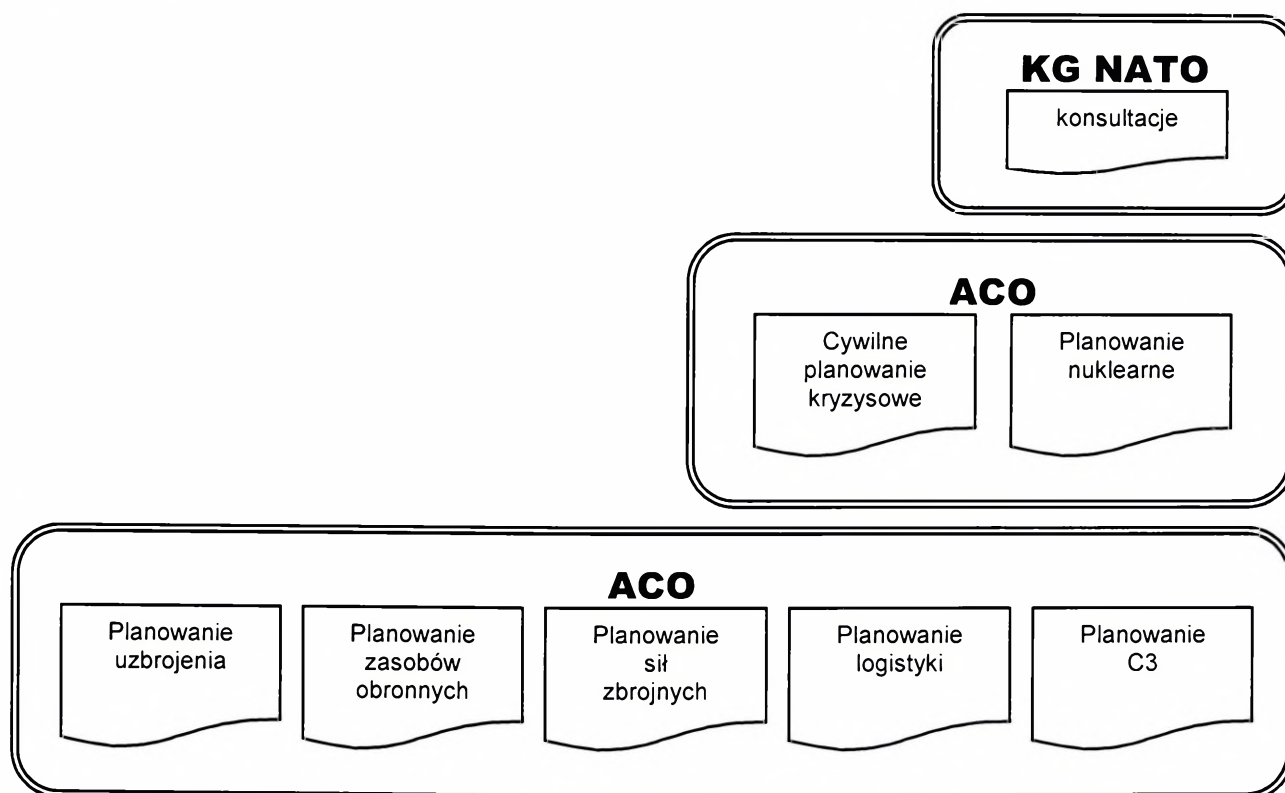 KG NATO
konsultacje
ACO
Cywilne
planowanie
kryzysowe
Planowanie
nuklearne
ACO
Planowanie
uzbrojenia
Planowanie
zasobów
obronnych
Planowanie
sił
zbrojnych
Planowanie
logistyki
Planowanie
C3